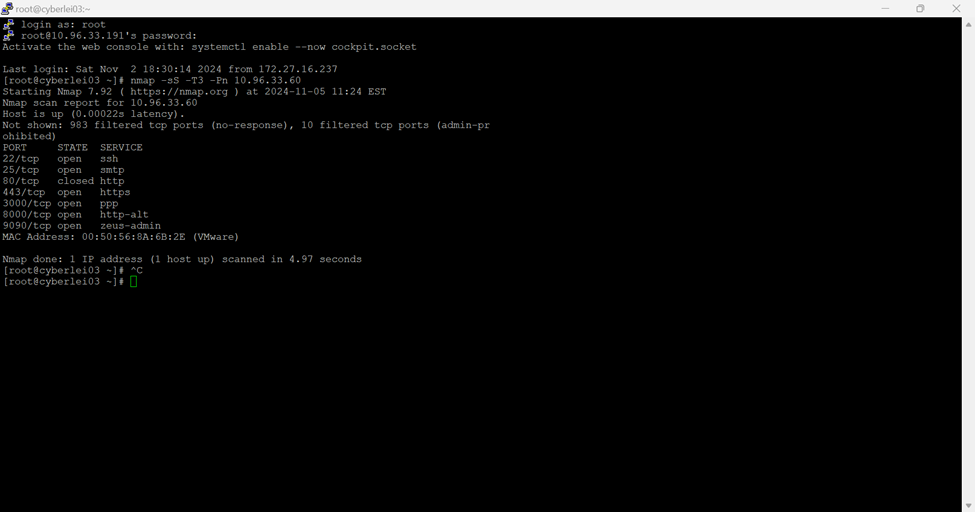 root@cyberlei03:~
login as: root
root@10.96.33.191's password:
Activate the web console with: systemctl enable --now cockpit.socket
Last login: Sat Nov  2 18:30:14 2024 from 172.27.16.237
[root@cyberlei03 ~]# nmap -sS -T3 -Pn 10.96.33.60
Starting Nmap 7.92 ( https://nmap.org ) at 2024-11-05 11:24 EST
Nmap scan report for 10.96.33.60
Host is up (0.00022s latency).
Not shown: 983 filtered tcp ports (no-response), 10 filtered tcp ports (admin-pr
ohibited)
PORT     STATE  SERVICE
22/tcp   open   ssh
25/tcp   open   smtp
80/tcp   closed http
443/tcp  open   https
3000/tcp open   ppp
8000/tcp open   http-alt
9090/tcp open   zeus-admin
MAC Address: 00:50:56:8A:6B:2E (VMware)
Nmap done: 1 IP address (1 host up) scanned in 4.97 seconds
[root@cyberlei03 ~]# ^C
[root@cyberlei03 ~]#